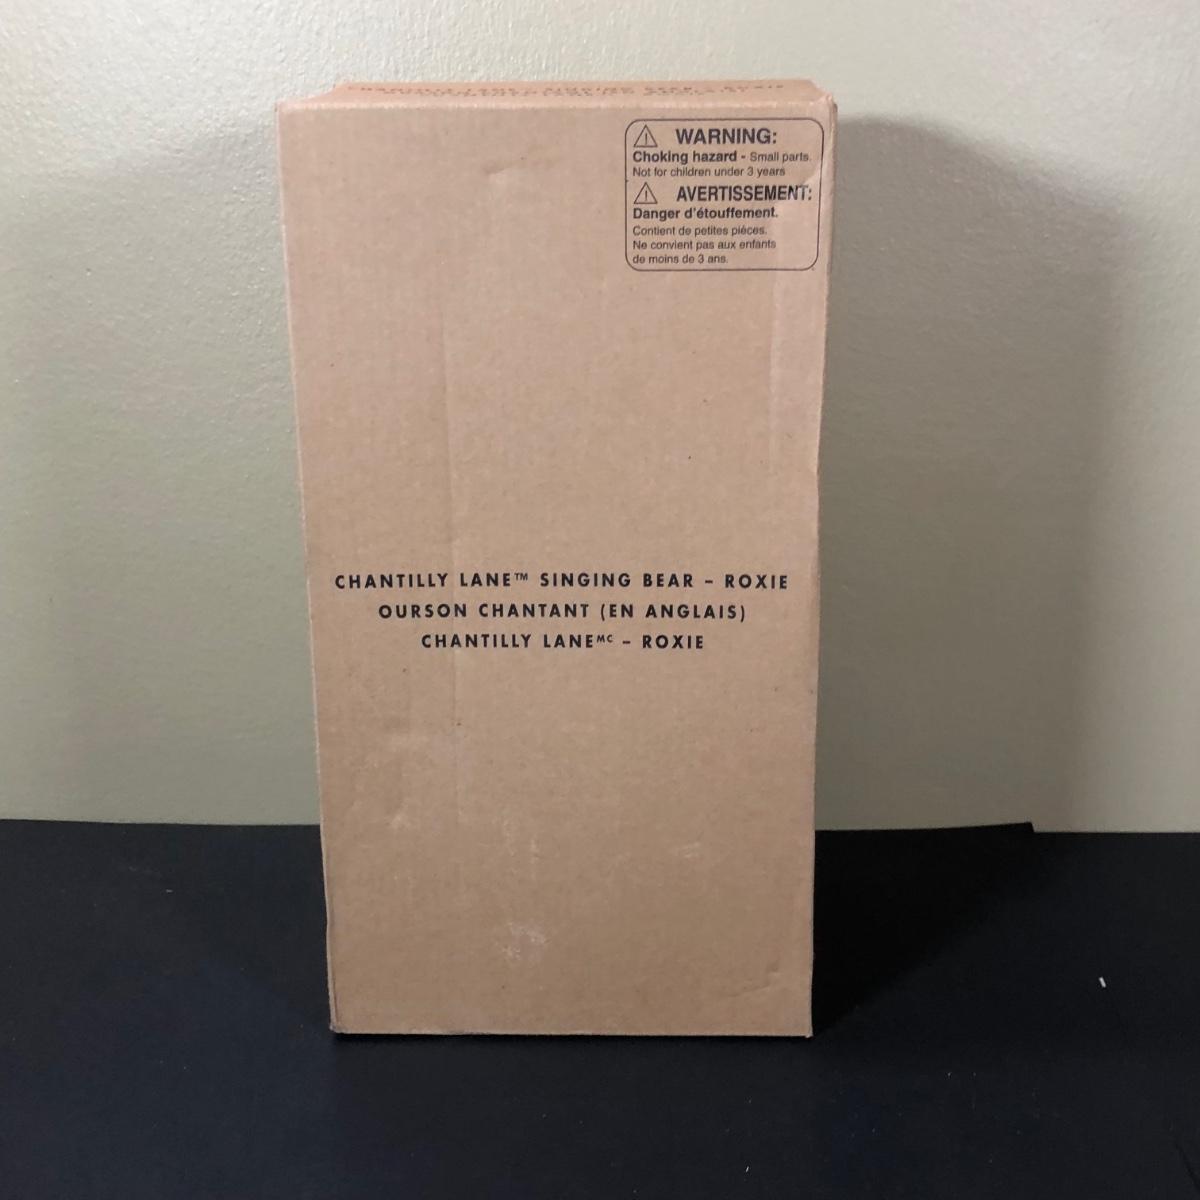 WARNING:
Choking hazard - Small parts.
Not for children under 3 years
AVERTISSEMENT:
Danger d'étouffement.
Contient de petites pièces.
Ne convient pas aux enfants
de moins de 3 ans.
CHANTILLY LANE™ SINGING BEAR – ROXIE
OURSON CHANTANT (EN ANGLAIS)
CHANTILLY LANEᴹᶜ – ROXIE